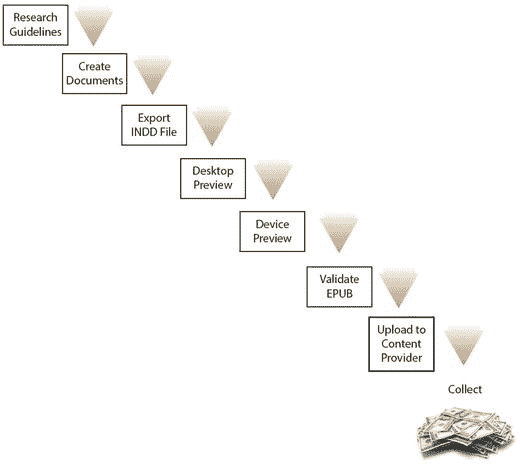 Research
Guidelines
Create
Documents
Export
INDD File
Desktop
Preview
Device
Preview
Validate
EPUB
Upload to
Content
Provider
Collect